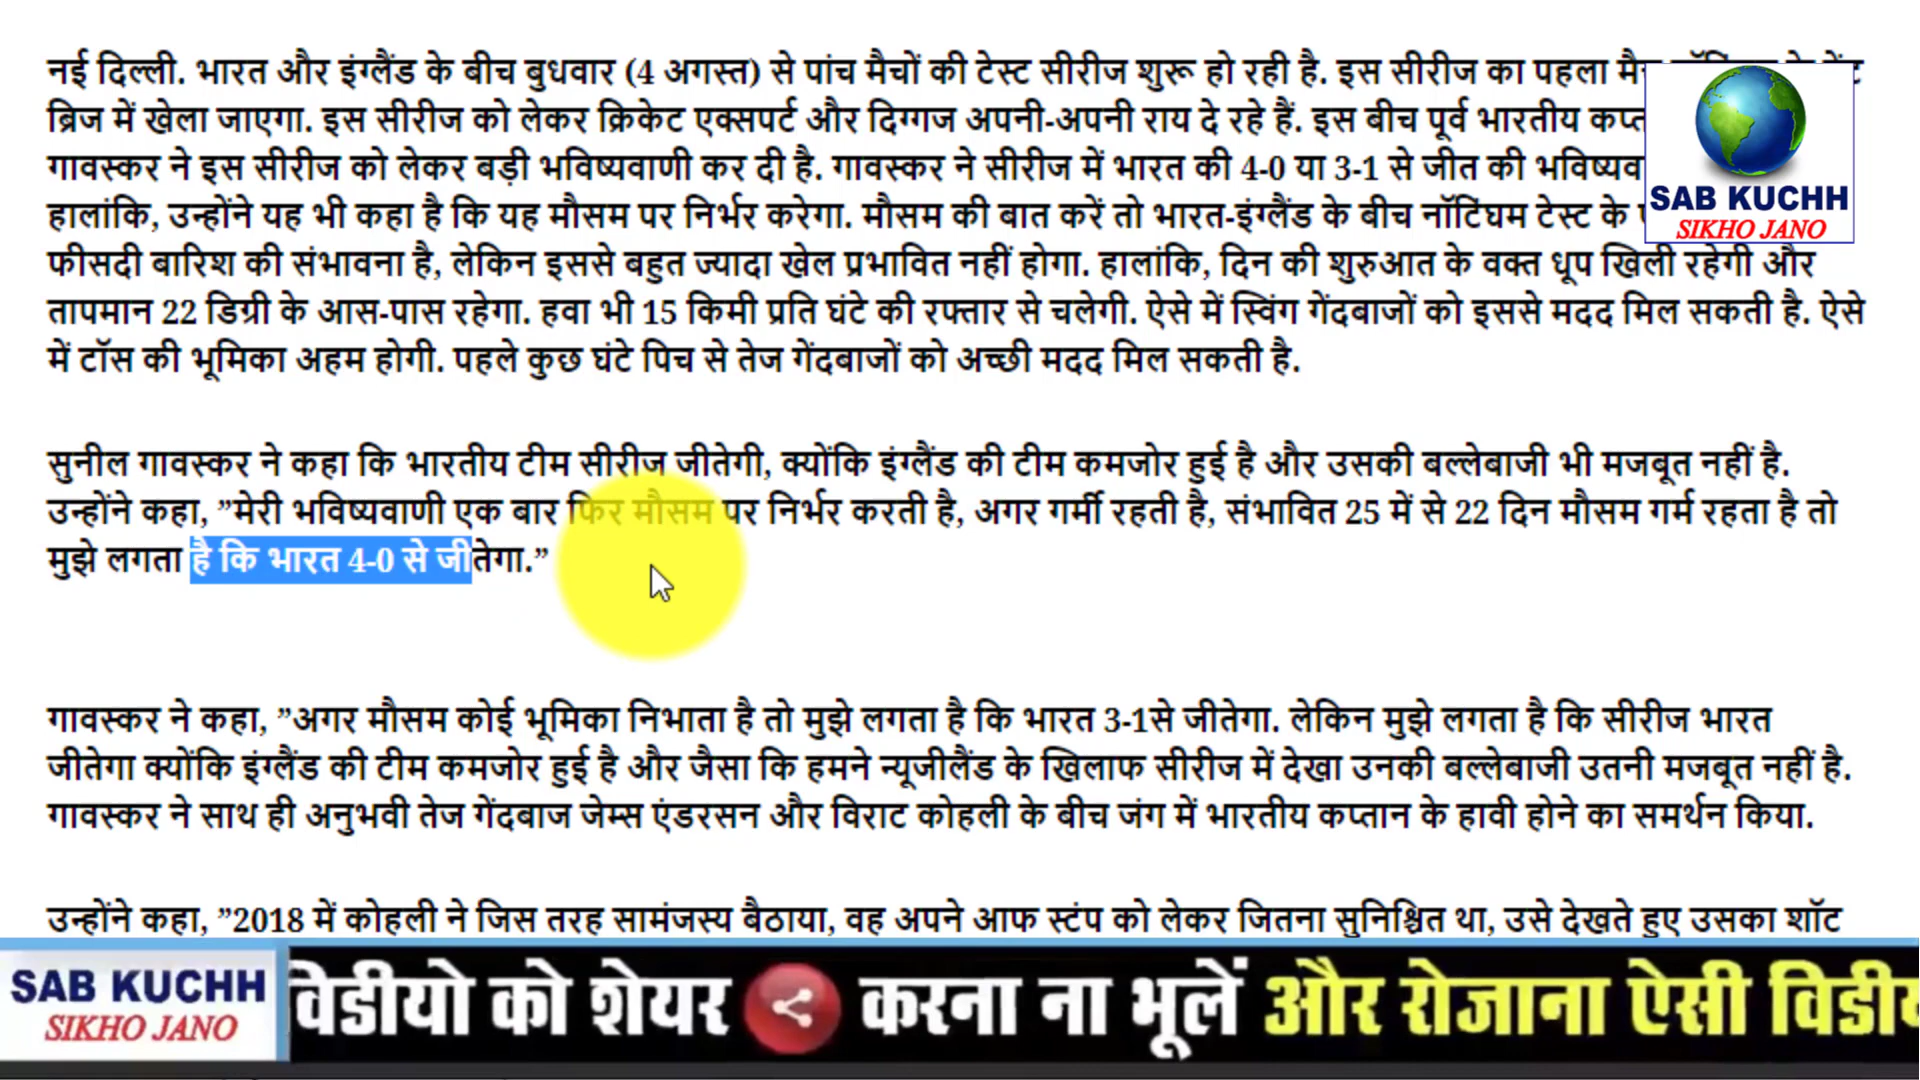 नई दिल्ली. भारत और इंग्लैंड के बीच बुधवार (4 अगस्त) से पांच मैचों की टेस्ट सीरीज शुरू हो रही है. इस सीरीज का पहला
ब्रिज में खेला जाएगा. इस सीरीज को लेकर क्रिकेट एक्सपर्ट और दिग्गज अपनी-अपनी राय दे रहे हैं. इस बीच पूर्व भारतीय
गावस्कर ने इस सीरीज को लेकर बड़ी भविष्यवाणी कर दी है. गावस्कर ने सीरीज में भारत की 4-0 या 3-1 से जीत की
हालांकि, उन्होंने यह भी कहा है कि यह मौसम पर निर्भर करेगा. मौसम की बात करें तो भारत-इंग्लैंड के बीच नॉटिंघम टेस्ट के
फीसदी बारिश की संभावना है, लेकिन इससे बहुत ज्यादा खेल प्रभावित नहीं होगा. हालांकि, दिन की शुरुआत के वक्त धूप खिली रहेगी और
तापमान 22 डिग्री के आस-पास रहेगा. हवा भी 15 किमी प्रति घंटे की रफ्तार से चलेगी. ऐसे में स्विंग गेंदबाजों को इससे मदद मिल सकती है. ऐसे
में टॉस की भूमिका अहम होगी. पहले कुछ घंटे पिच से तेज गेंदबाजों को अच्छी मदद मिल सकती है.
SAB KUCHH
SIKHO JANO
सुनील गावस्कर ने कहा कि भारतीय टीम सीरीज जीतेगी, क्योंकि इंग्लैंड की टीम कमजोर हुई है और उसकी बल्लेबाजी भी मजबूत नहीं है.
उन्होंने कहा, ”मेरी भविष्यवाणी एक बार फिर मौसम पर निर्भर करती है, अगर गर्मी रहती है, संभावित 25 में से 22 दिन मौसम गर्म रहता है तो
मुझे लगता है कि भारत 4-0 से जीतेगा.”
गावस्कर ने कहा, ”अगर मौसम कोई भूमिका निभाता है तो मुझे लगता है कि भारत 3-1से जीतेगा. लेकिन मुझे लगता है कि सीरीज भारत
जीतेगा क्योंकि इंग्लैंड की टीम कमजोर हुई है और जैसा कि हमने न्यूजीलैंड के खिलाफ सीरीज में देखा उनकी बल्लेबाजी उतनी मजबूत नहीं है.
गावस्कर ने साथ ही अनुभवी तेज गेंदबाज जेम्स एंडरसन और विराट कोहली के बीच जंग में भारतीय कप्तान के हावी होने का समर्थन किया.
उन्होंने कहा, ”2018 में कोहली ने जिस तरह सामंजस्य बैठाया, वह अपने आफ स्टंप को लेकर जितना सुनिश्चित था, उसे देखते हुए उसका शॉट
SAB KUCHH
SIKHO JANO
विडीयो को शेयर करना ना भूलें और रोजाना ऐसी